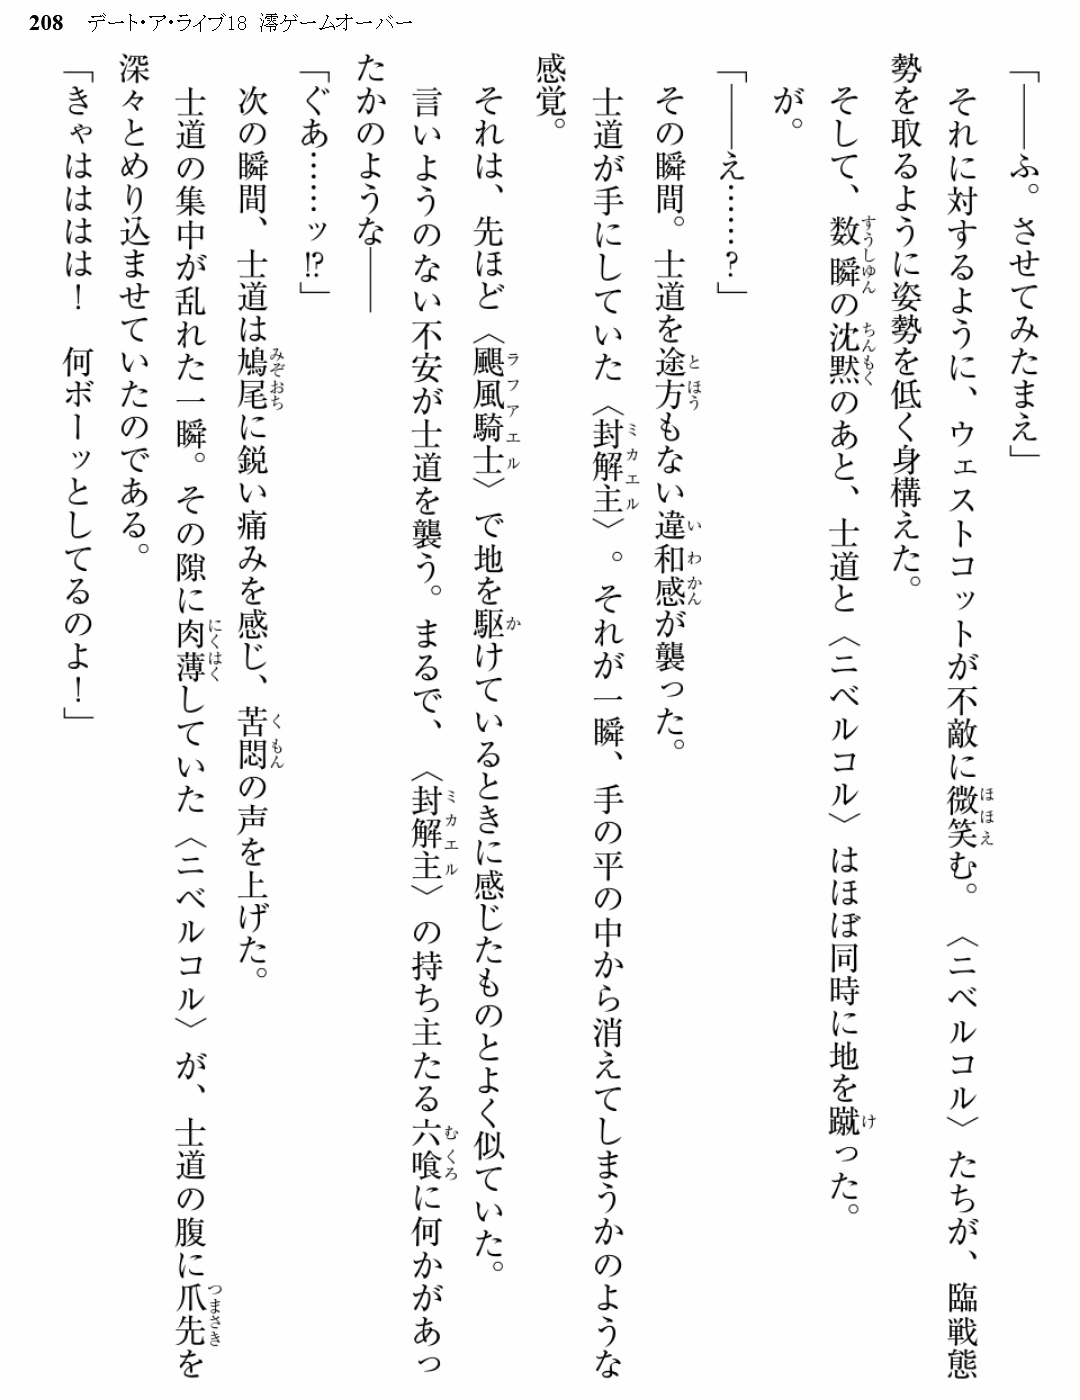 208 デート・ア・ライブ18 澪ゲームオーバー
「――ふ。させてみたまえ」
それに対するように、ウェストコットが不敵に微笑む。〈ニベルコル〉たちが、臨戦態
勢を取るように姿勢を低く身構えた。
そして、数瞬の沈黙のあと、士道と〈ニベルコル〉はほぼ同時に地を蹴った。
が。
「――え……？」
その瞬間。士道を途方もない違和感が襲った。
士道が手にしていた〈封解主〉。それが一瞬、手の平の中から消えてしまうかのような
感覚。
それは、先ほど〈颶風騎士〉で地を駆けているときに感じたものとよく似ていた。
言いようのない不安が士道を襲う。まるで、〈封解主〉の持ち主たる六喰に何かがあっ
たかのような――
「ぐあ……ッ!?」
次の瞬間、士道は鳩尾に鋭い痛みを感じ、苦悶の声を上げた。
士道の集中が乱れた一瞬。その隙に肉薄していた〈ニベルコル〉が、士道の腹に爪先を
深々とめり込ませていたのである。
「きゃはははは！　何ボーッとしてるのよ！」